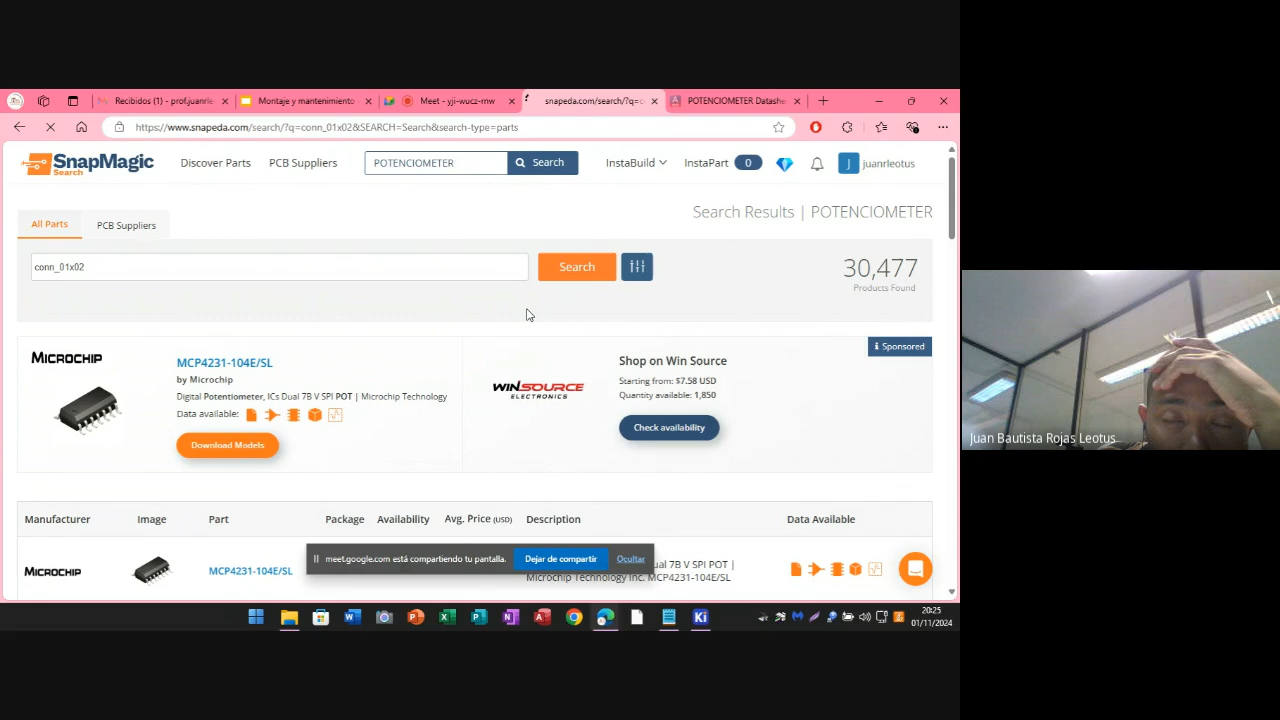 Recibidos (1) - prof.juanrle
Montaje y mantenimiento
Meet - yji-wucz-rnw
snapeda.com/search/?q=c
POTENCIOMETER Datashe
https://www.snapeda.com/search/?q=conn_01x02&SEARCH=Search&search-type=parts
SnapMagic
Search
Discover Parts
PCB Suppliers
POTENCIOMETER
Search
InstaBuild
InstaPart
0
J
juanrleotus
All Parts
PCB Suppliers
Search Results | POTENCIOMETER
conn_01x02
Search
30,477
Products Found
MICROCHIP
MCP4231-104E/SL
by Microchip
Digital Potentiometer, ICs Dual 7B V SPI POT | Microchip Technology
Data available:
Download Models
WINSOURCE
ELECTRONICS
Shop on Win Source
Starting from: $7.58 USD
Quantity available: 1,850
Check availability
Sponsored
Manufacturer
Image
Part
Package
Availability
Avg. Price (USD)
Description
Data Available
MICROCHIP
MCP4231-104E/SL
ual 7B V SPI POT |
Microchip Technology Inc. MCP4231-104E/SL
meet.google.com está compartiendo tu pantalla.
Dejar de compartir
Ocultar
Ki
20:25
01/11/2024
Juan Bautista Rojas Leotus